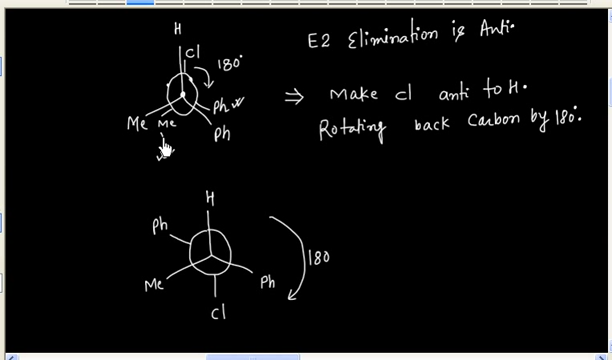 H
Cl
180°
Ph
Me
Me
Ph
E2 Elimination is Anti.
⇒ Make Cl anti to H.
Rotating back Carbon by 180°.
H
Ph
180
Me
Ph
Cl